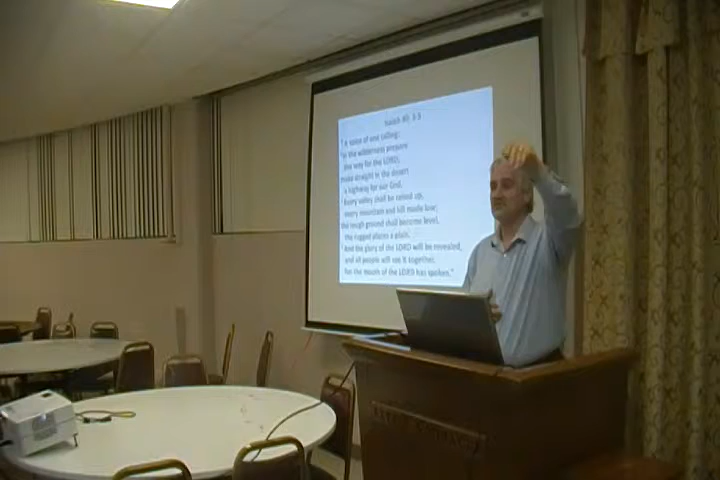 Isaiah 40: 3-5
A voice of one calling:
"In the wilderness prepare
the way for the LORD;
make straight in the desert
a highway for our God.
Every valley shall be raised up,
every mountain and hill made low;
the rough ground shall become level,
the rugged places a plain.
And the glory of the LORD will be revealed,
and all people will see it together.
For the mouth of the LORD has spoken."